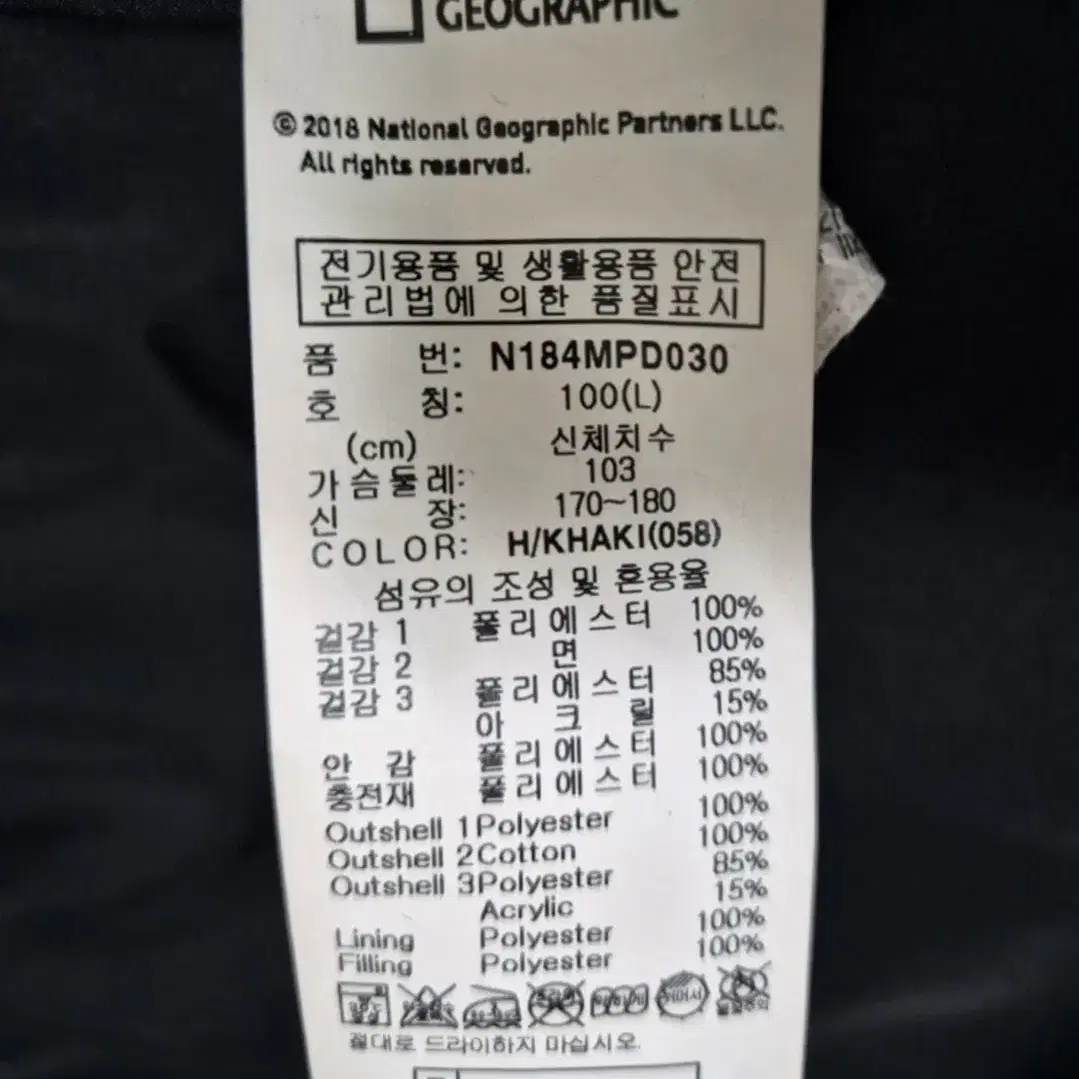 GEOGRAPHIC
© 2018 National Geographic Partners LLC.
All rights reserved.
전기용품 및 생활용품 안전
관리법에 의한 품질표시
품 번: N184MPD030
호 칭: 100(L)
(cm) 신체치수
가슴둘레: 103
신 장: 170~180
COLOR: H/KHAKI(058)
섬유의 조성 및 혼용율
겉감 1 폴리에스터 100%
겉감 2 면 100%
겉감 3 폴리에스터 85%
아크릴 15%
안 감 폴리에스터 100%
충전재 폴리에스터 100%
Outshell 1 Polyester 100%
Outshell 2 Cotton 100%
Outshell 3 Polyester 85%
Acrylic 15%
Lining Polyester 100%
Filling Polyester 100%
절대로 드라이하지 마십시오.